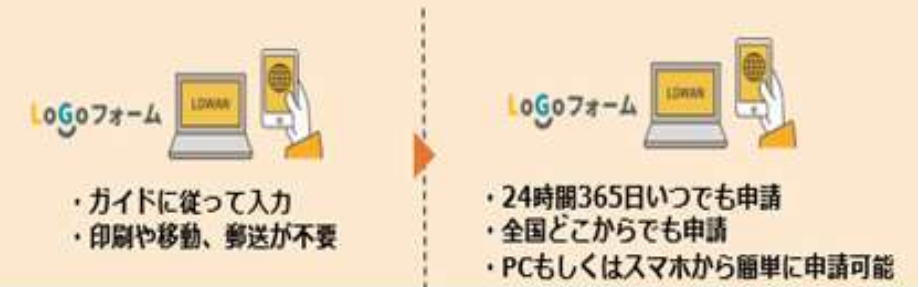 LoGoフォーム
LGWAN
・ガイドに従って入力
・印刷や移動、郵送が不要
LoGoフォーム
LGWAN
・24時間365日いつでも申請
・全国どこからでも申請
・PCもしくはスマホから簡単に申請可能